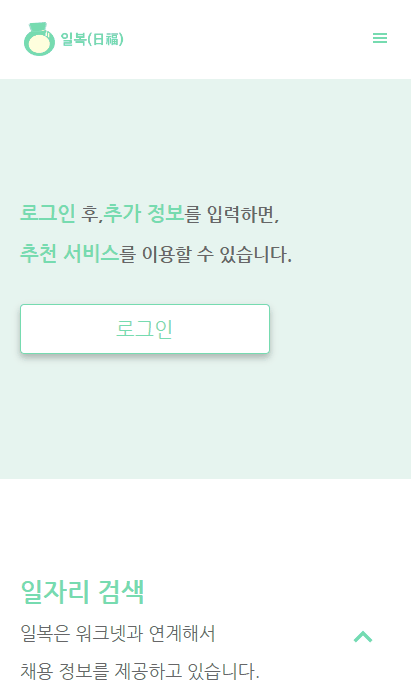 일복(日福)
로그인 후,추가 정보를 입력하면,
추천 서비스를 이용할 수 있습니다.
로그인
일자리 검색
일복은 워크넷과 연계해서
채용 정보를 제공하고 있습니다.